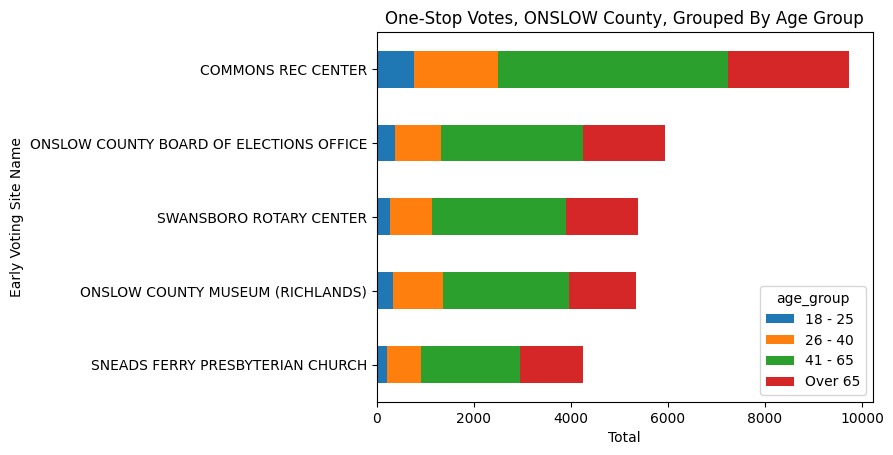 One-Stop Votes, ONSLOW County, Grouped By Age Group
Early Voting Site Name
COMMONS REC CENTER
ONSLOW COUNTY BOARD OF ELECTIONS OFFICE
SWANSBORO ROTARY CENTER
ONSLOW COUNTY MUSEUM (RICHLANDS)
SNEADS FERRY PRESBYTERIAN CHURCH
age_group
18 - 25
26 - 40
41 - 65
Over 65
0 2000 4000 6000 8000 10000
Total